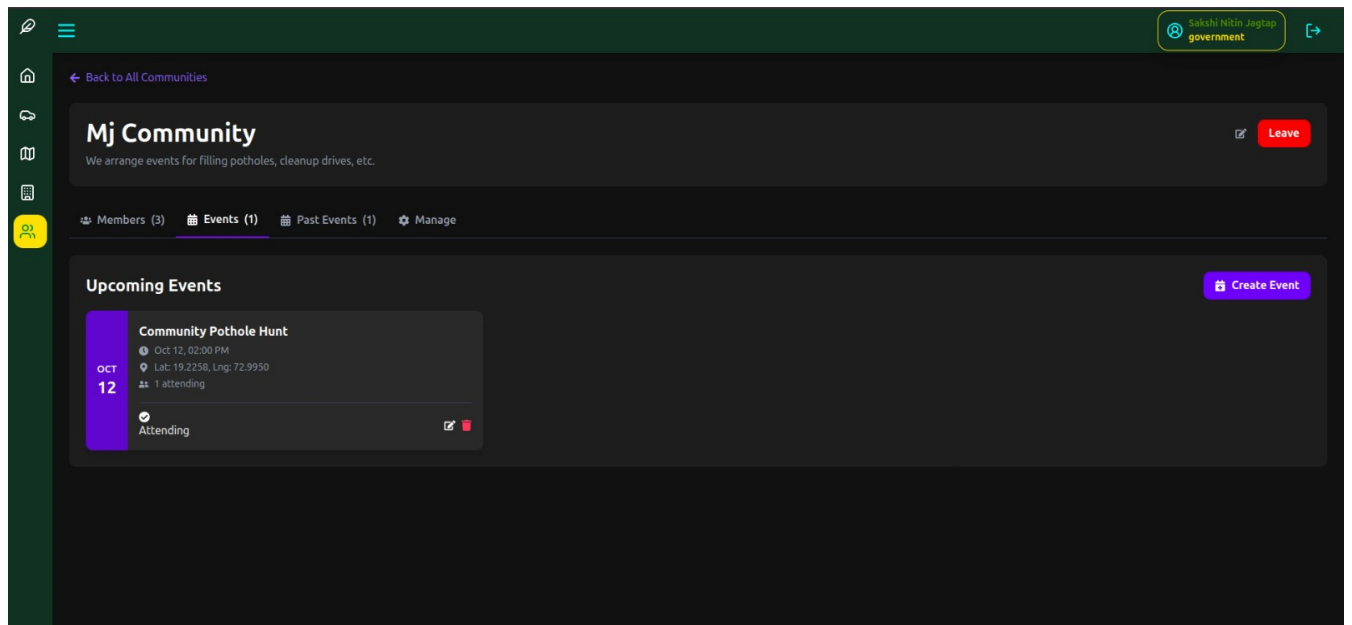 Sakshi Nitin Jagtap
government
Back to All Communities
Mj Community
Leave
We arrange events for filling potholes, cleanup drives, etc.
Members (3) Events (1) Past Events (1) Manage
Upcoming Events
Create Event
Community Pothole Hunt
Oct 12, 02:00 PM
OCT
12
Lat: 19.2258, Lng: 72.9950
1 attending
Attending